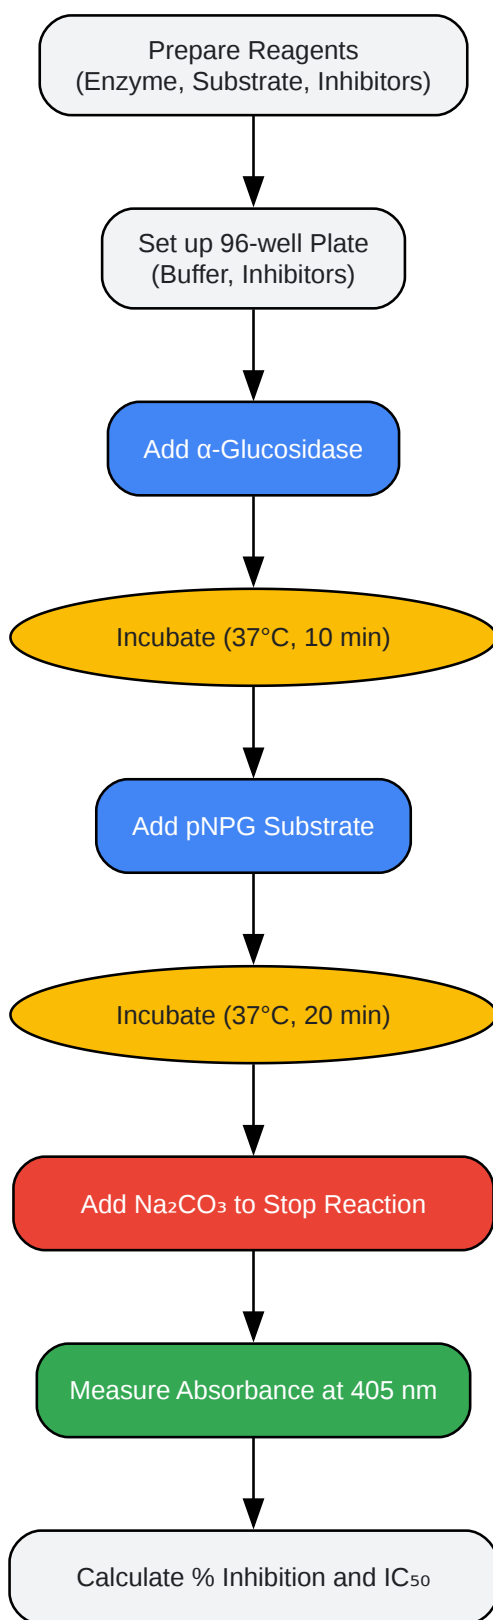 Prepare Reagents
(Enzyme, Substrate, Inhibitors)
Set up 96-well Plate
(Buffer, Inhibitors)
Add α-Glucosidase
Incubate (37°C, 10 min)
Add pNPG Substrate
Incubate (37°C, 20 min)
Add Na₂CO₃ to Stop Reaction
Measure Absorbance at 405 nm
Calculate % Inhibition and IC₅₀